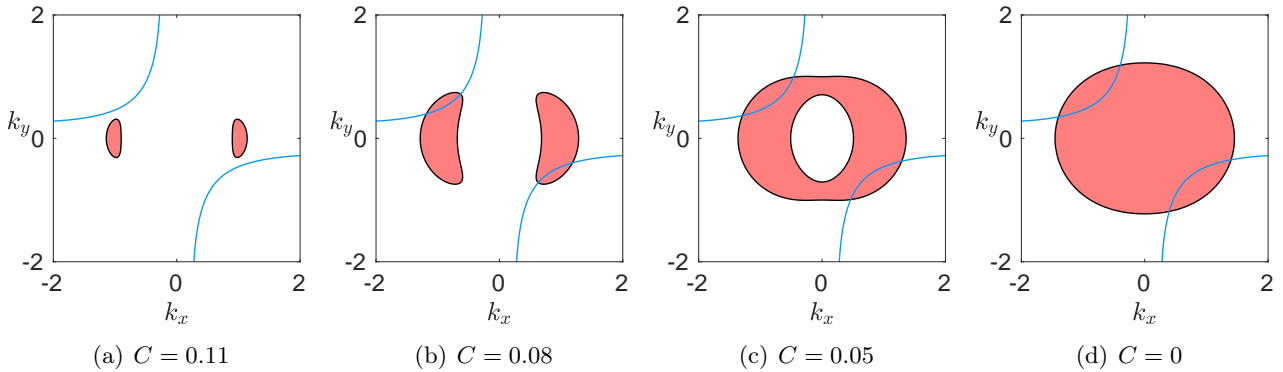 2 2 2 2
k_y k_y k_y k_y
0 0 0 0
-2 -2 -2 -2
-2 0 2 -2 0 2 -2 0 2 -2 0 2
k_x k_x k_x k_x
(a) C = 0.11 (b) C = 0.08 (c) C = 0.05 (d) C = 0